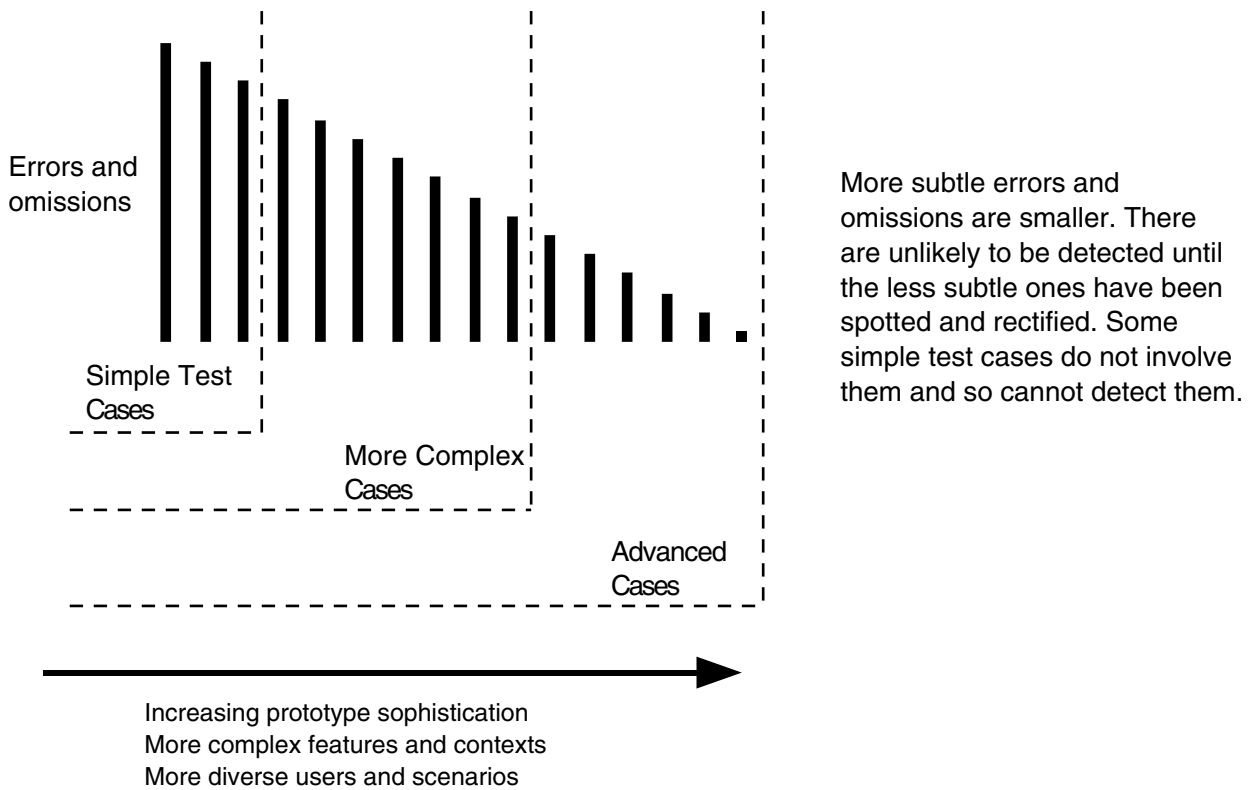 Errors and
omissions
More subtle errors and
omissions are smaller. There
are unlikely to be detected until
the less subtle ones have been
spotted and rectified. Some
simple test cases do not involve
them and so cannot detect them.
Simple Test
Cases
More Complex
Cases
Advanced
Cases
Increasing prototype sophistication
More complex features and contexts
More diverse users and scenarios